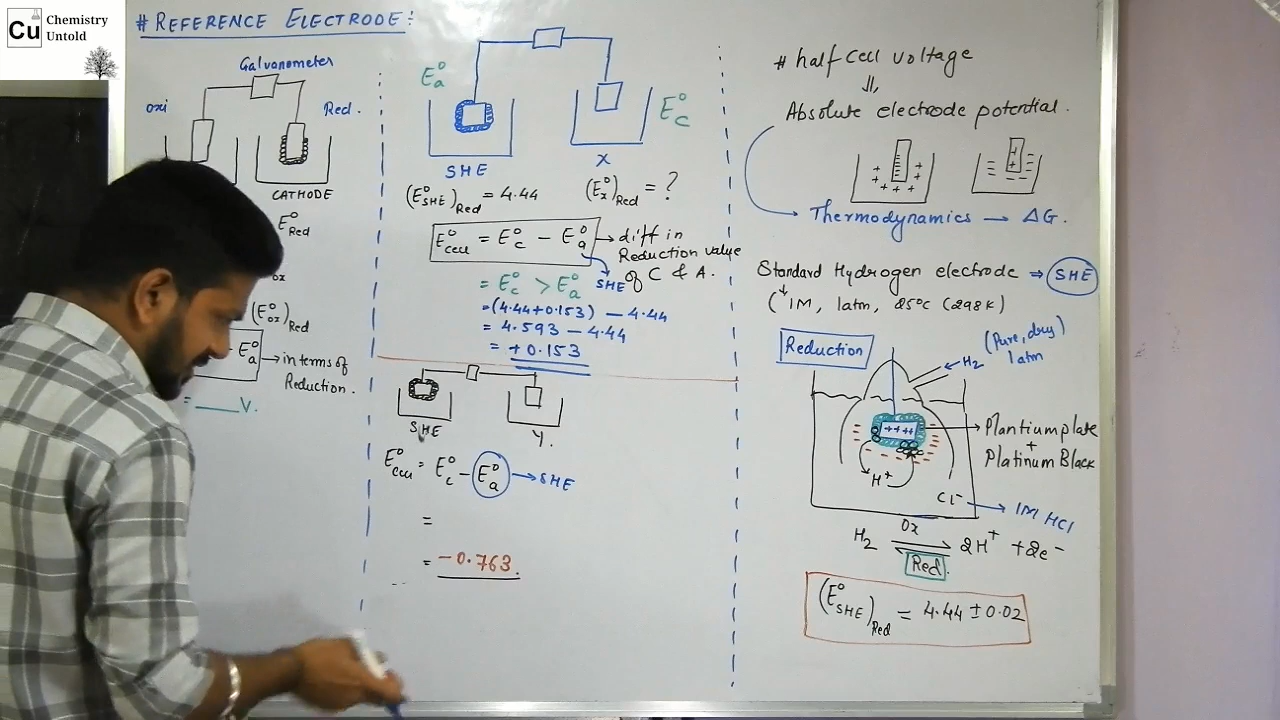 Cu
Chemistry
Untold
# REFERENCE ELECTRODE:
Galvanometer
oxi
Red.
CATHODE
E°Red
ox
(E°ox)Red
- E°a → in terms of
Reduction.
= ____V.
E°a
E°C
SHE
X
(E°SHE)Red = 4.44
(E°x)Red = ?
E°cell = E°c - E°a → diff in
Reduction value
of C & A.
SHE
= E°c > E°a
= (4.44+0.153) - 4.44
= 4.593 - 4.44
= +0.153
SHE
Y.
E°cell = E°c - E°a → SHE
=
= -0.763.
# half cell voltage
⇓
Absolute electrode potential.
Thermodynamics → ΔG.
Standard Hydrogen electrode ⇒ SHE
(↓1M, 1atm, 25°C (298K)
Reduction
H2 (Pure, dry)
1atm
Plantium plate
+
Platinum Black
H+
Cl- → 1M HCl
Ox
H2 ⇌ 2H+ + 2e-
Red.
(E°SHE)Red = 4.44 ± 0.02